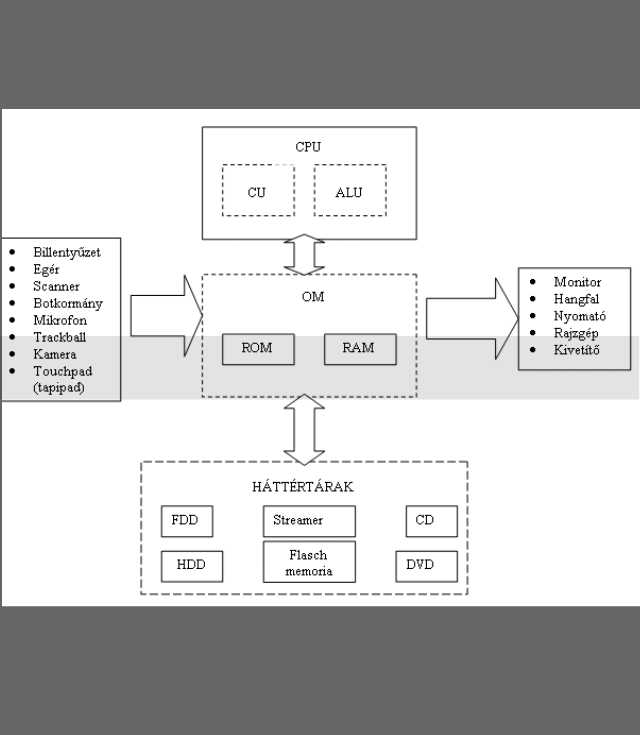 CPU
CU
ALU
Billentyűzet
Egér
Scanner
Botkormány
Mikrofon
Trackball
Kamera
Touchpad
(tapipad)
OM
ROM
RAM
Monitor
Hangfal
Nyomató
Rajzgép
Kivetítő
HÁTTÉRTÁRAK
FDD
Streamer
CD
HDD
Flasch
memoria
DVD